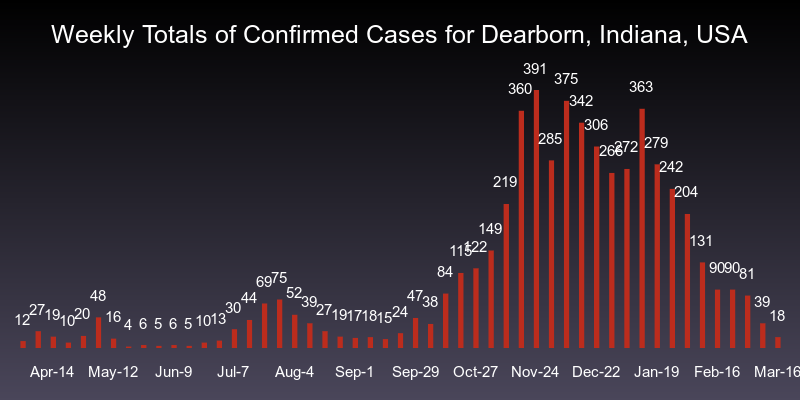 Weekly Totals of Confirmed Cases for Dearborn, Indiana, USA
12 27 19 10 20 48 16 4 6 5 6 5 10 13 30 44 69 75 52 39 27 19 17 18 15 24 47 38 84 115 122 149 219 360 391 285 375 342 306 266 272 363 279 242 204 131 90 90 81 39 18
Apr-14 May-12 Jun-9 Jul-7 Aug-4 Sep-1 Sep-29 Oct-27 Nov-24 Dec-22 Jan-19 Feb-16 Mar-16